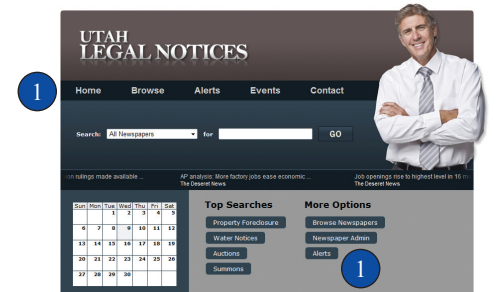 UTAH
LEGAL NOTICES
1
Home Browse Alerts Events Contact
Search: All Newspapers for GO
rulings made available ... AP analysis: More factory jobs ease economic ... Job openings rise to highest level in 16
The Deseret News The Deseret News
Sun Mon Tue Wed Thu Fri Sat
1 2 3 4 5
6 7 8 9 10 11 12
13 14 15 16 17 18 19
20 21 22 23 24 25 26
27 28 29 30
Top Searches
Property Foreclosure
Water Notices
Auctions
Summons
More Options
Browse Newspapers
Newspaper Admin
Alerts
1